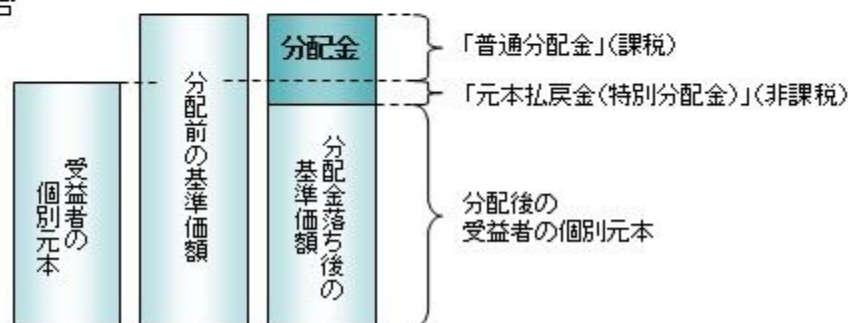 分配金
「普通分配金」(課税)
「元本払戻金(特別分配金)」(非課税)
受益者の
個別元本
分配前の基準価額
分配金落ち後の
基準価額
分配後の
受益者の個別元本